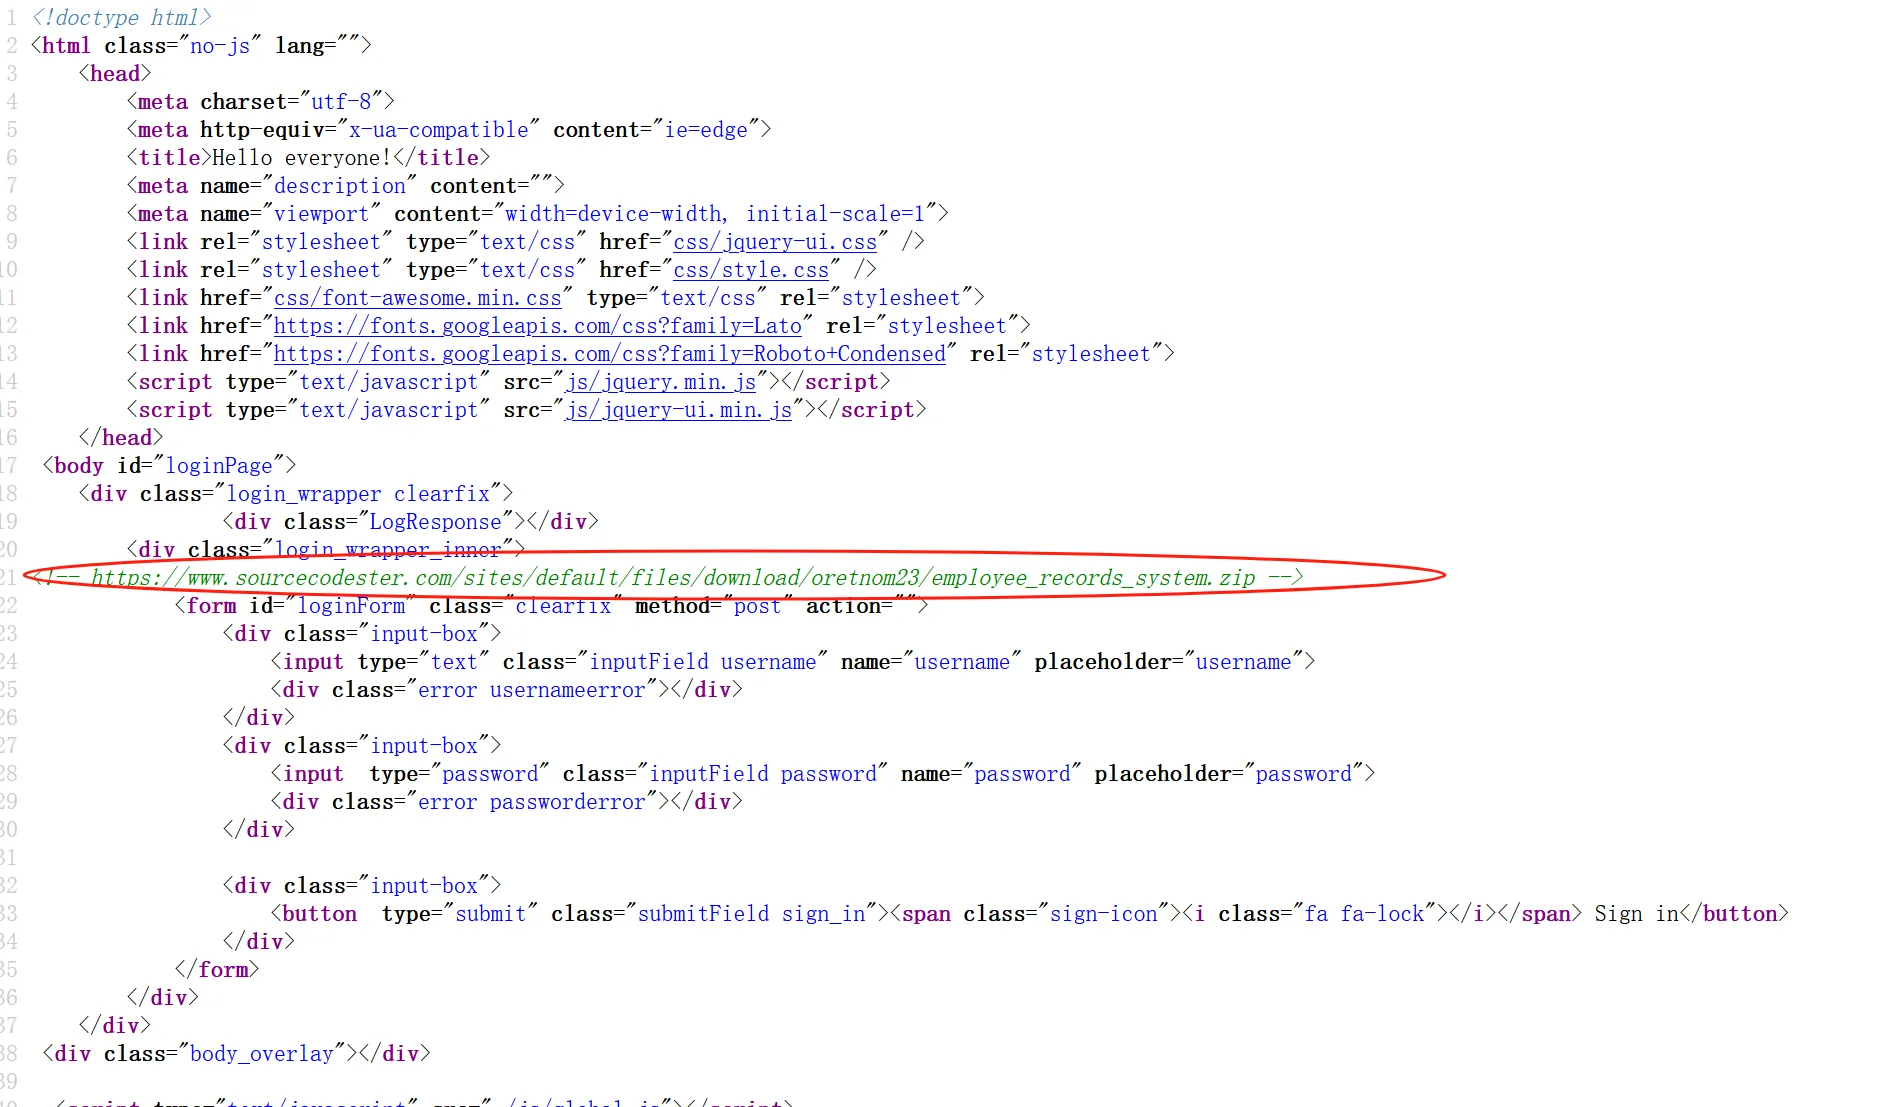 1 <!doctype html>
2 <html class="no-js" lang="">
3 <head>
4 <meta charset="utf-8">
5 <meta http-equiv="x-ua-compatible" content="ie=edge">
6 <title>Hello everyone!</title>
7 <meta name="description" content="">
8 <meta name="viewport" content="width=device-width, initial-scale=1">
9 <link rel="stylesheet" type="text/css" href="css/jquery-ui.css" />
10 <link rel="stylesheet" type="text/css" href="css/style.css" />
11 <link href="css/font-awesome.min.css" type="text/css" rel="stylesheet">
12 <link href="https://fonts.googleapis.com/css?family=Lato" rel="stylesheet">
13 <link href="https://fonts.googleapis.com/css?family=Roboto+Condensed" rel="stylesheet">
14 <script type="text/javascript" src="js/jquery.min.js"></script>
15 <script type="text/javascript" src="js/jquery-ui.min.js"></script>
16 </head>
17 <body id="loginPage">
18 <div class="login_wrapper clearfix">
19 <div class="LogResponse"></div>
20 <div class="login_wrapper_inner">
21 <!-- https://www.sourcecodester.com/sites/default/files/download/oretnom23/employee_records_system.zip -->
22 <form id="loginForm" class="clearfix" method="post" action="">
23 <div class="input-box">
24 <input type="text" class="inputField username" name="username" placeholder="username">
25 <div class="error usernameerror"></div>
26 </div>
27 <div class="input-box">
28 <input  type="password" class="inputField password" name="password" placeholder="password">
29 <div class="error passworderror"></div>
30 </div>
31
32 <div class="input-box">
33 <button  type="submit" class="submitField sign_in"><span class="sign-icon"><i class="fa fa-lock"></i></span> Sign in</button>
34 </div>
35 </form>
36 </div>
37 </div>
38 <div class="body_overlay"></div>
39
40 <script type="text/javascript" src="./js/global.js"></script>